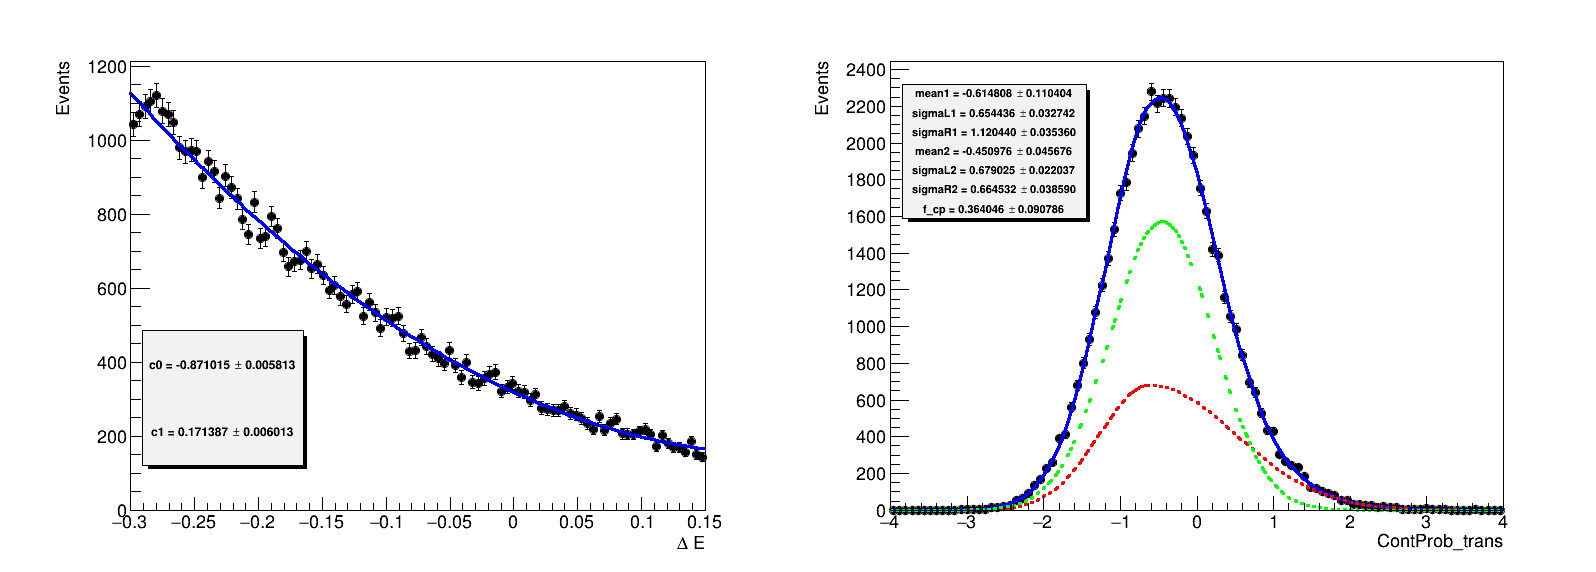 Events
1200
1000
800
600
400
200
0
c0 = -0.871015 ± 0.005813
c1 = 0.171387 ± 0.006013
−0.3 −0.25 −0.2 −0.15 −0.1 −0.05 0 0.05 0.1 0.15
Δ E
Events
2400
2200
2000
1800
1600
1400
1200
1000
800
600
400
200
0
mean1 = -0.614808 ± 0.110404
sigmaL1 = 0.654436 ± 0.032742
sigmaR1 = 1.120440 ± 0.035360
mean2 = -0.450976 ± 0.045676
sigmaL2 = 0.679025 ± 0.022037
sigmaR2 = 0.664532 ± 0.038590
f_cp = 0.364046 ± 0.090786
−4 −3 −2 −1 0 1 2 3 4
ContProb_trans